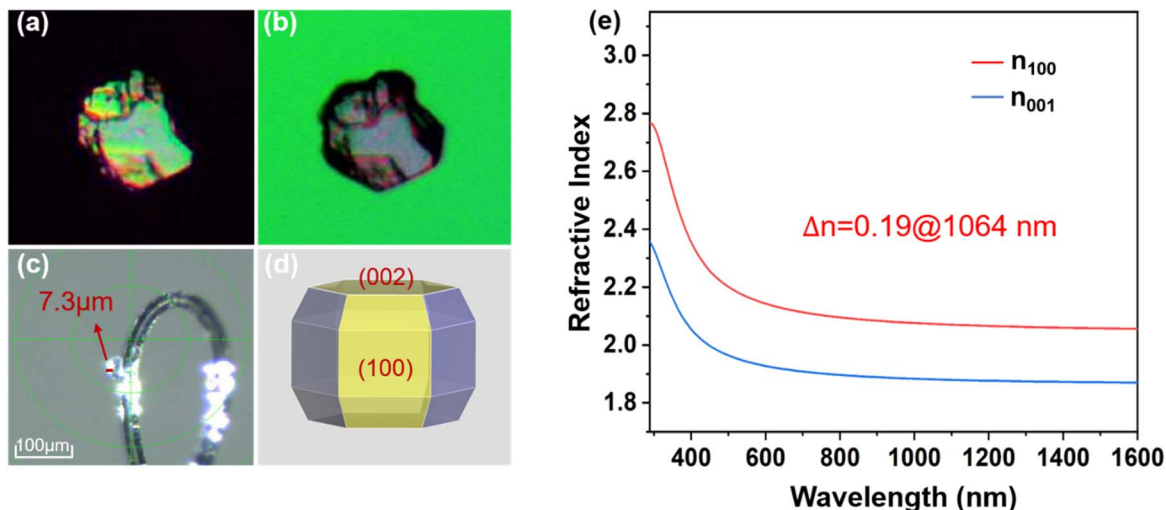 (a)
(b)
(c)
7.3μm
100μm
(d)
(002)
(100)
(e)
n100
n001
Δn=0.19@1064 nm
Refractive Index
3.0
2.8
2.6
2.4
2.2
2.0
1.8
400 600 800 1000 1200 1400 1600
Wavelength (nm)